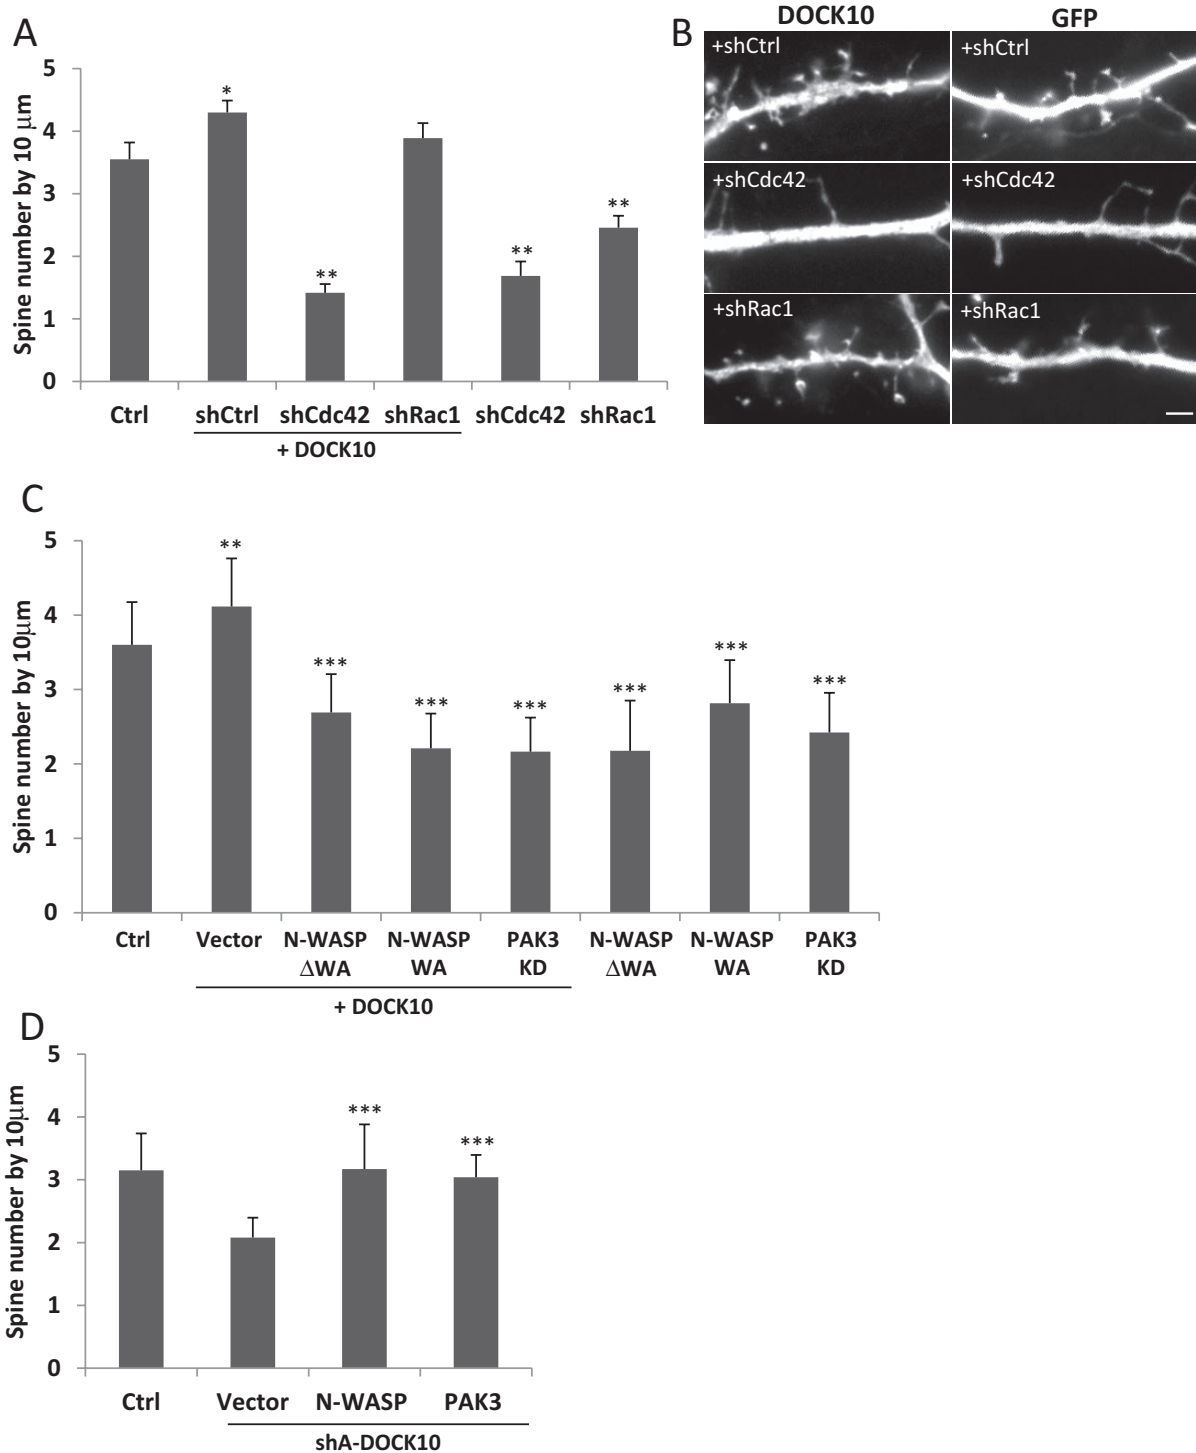 A
5
4
3
2
1
0
Spine number by 10 μm
*
**
**
**
Ctrl shCtrl shCdc42 shRac1 shCdc42 shRac1
+ DOCK10
B
DOCK10 GFP
+shCtrl +shCtrl
+shCdc42 +shCdc42
+shRac1 +shRac1
C
5
4
3
2
1
0
Spine number by 10μm
**
***
***
***
***
***
***
Ctrl Vector N-WASP N-WASP PAK3 N-WASP N-WASP PAK3
ΔWA WA KD ΔWA WA KD
+ DOCK10
D
5
4
3
2
1
0
Spine number by 10μm
***
***
Ctrl Vector N-WASP PAK3
shA-DOCK10